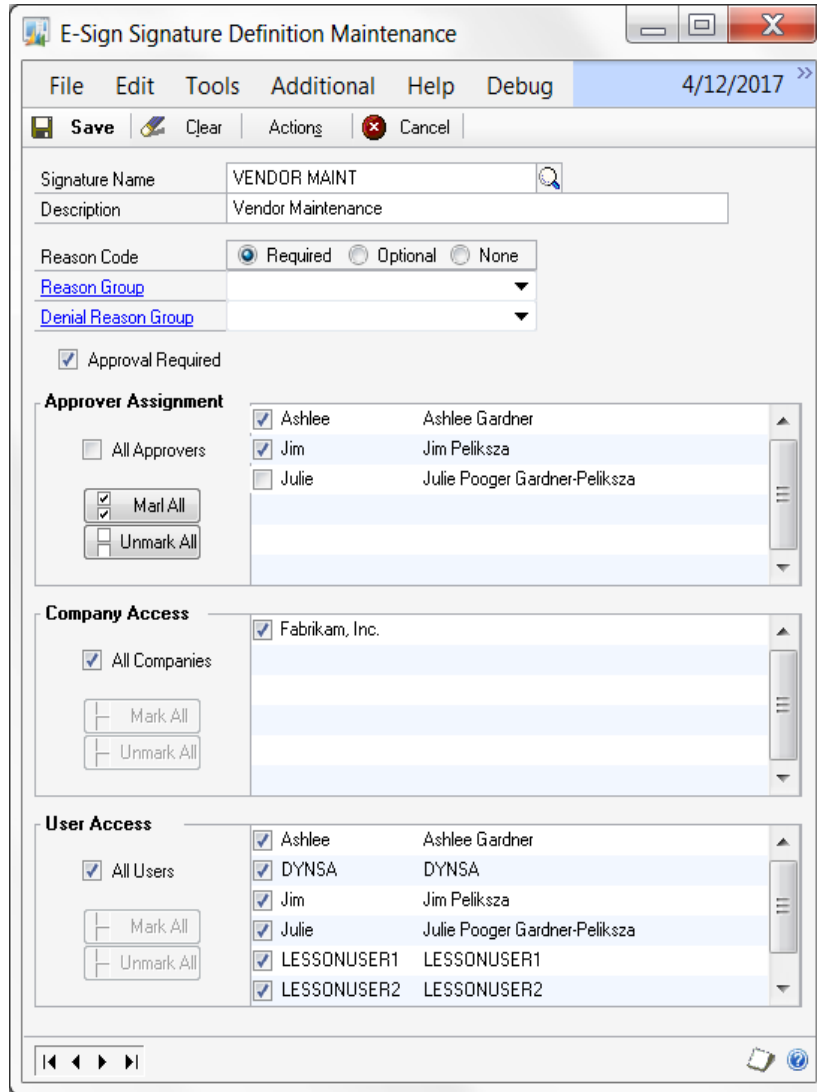 E-Sign Signature Definition Maintenance
File Edit Tools Additional Help Debug 4/12/2017 »
Save Clear Actions Cancel
Signature Name VENDOR MAINT
Description Vendor Maintenance
Reason Code Required Optional None
Reason Group
Denial Reason Group
Approval Required
Approver Assignment
Ashlee Ashlee Gardner
All Approvers Jim Jim Peliksza
Julie Julie Pooger Gardner-Peliksza
Marl All
Unmark All
Company Access
Fabrikam, Inc.
All Companies
Mark All
Unmark All
User Access
Ashlee Ashlee Gardner
All Users DYNSA DYNSA
Jim Jim Peliksza
Mark All Julie Julie Pooger Gardner-Peliksza
Unmark All LESSONUSER1 LESSONUSER1
LESSONUSER2 LESSONUSER2